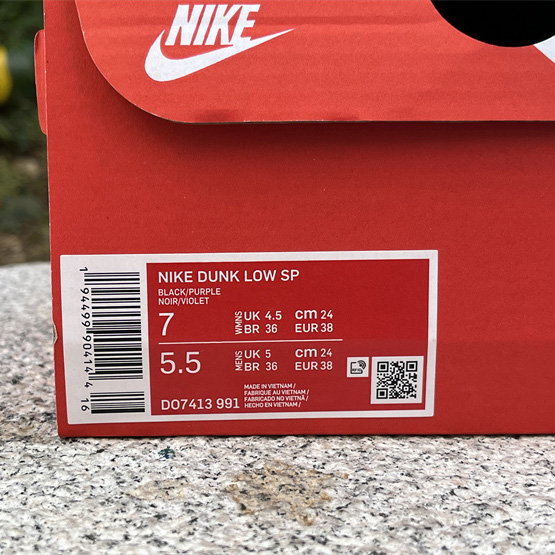 NIKE
NIKE DUNK LOW SP
BLACK/PURPLE
NOIR/VIOLET
7 WMNS UK 4.5 cm 24
BR 36 EUR 38
5.5 MENS UK 5 cm 24
BR 36 EUR 38
MADE IN VIETNAM /
FABRIQUE AU VIETNAM /
FABRICADO NO VIETNÃ /
HECHO EN VIETNAM /
DO7413 991
1 94499 90414 4 16